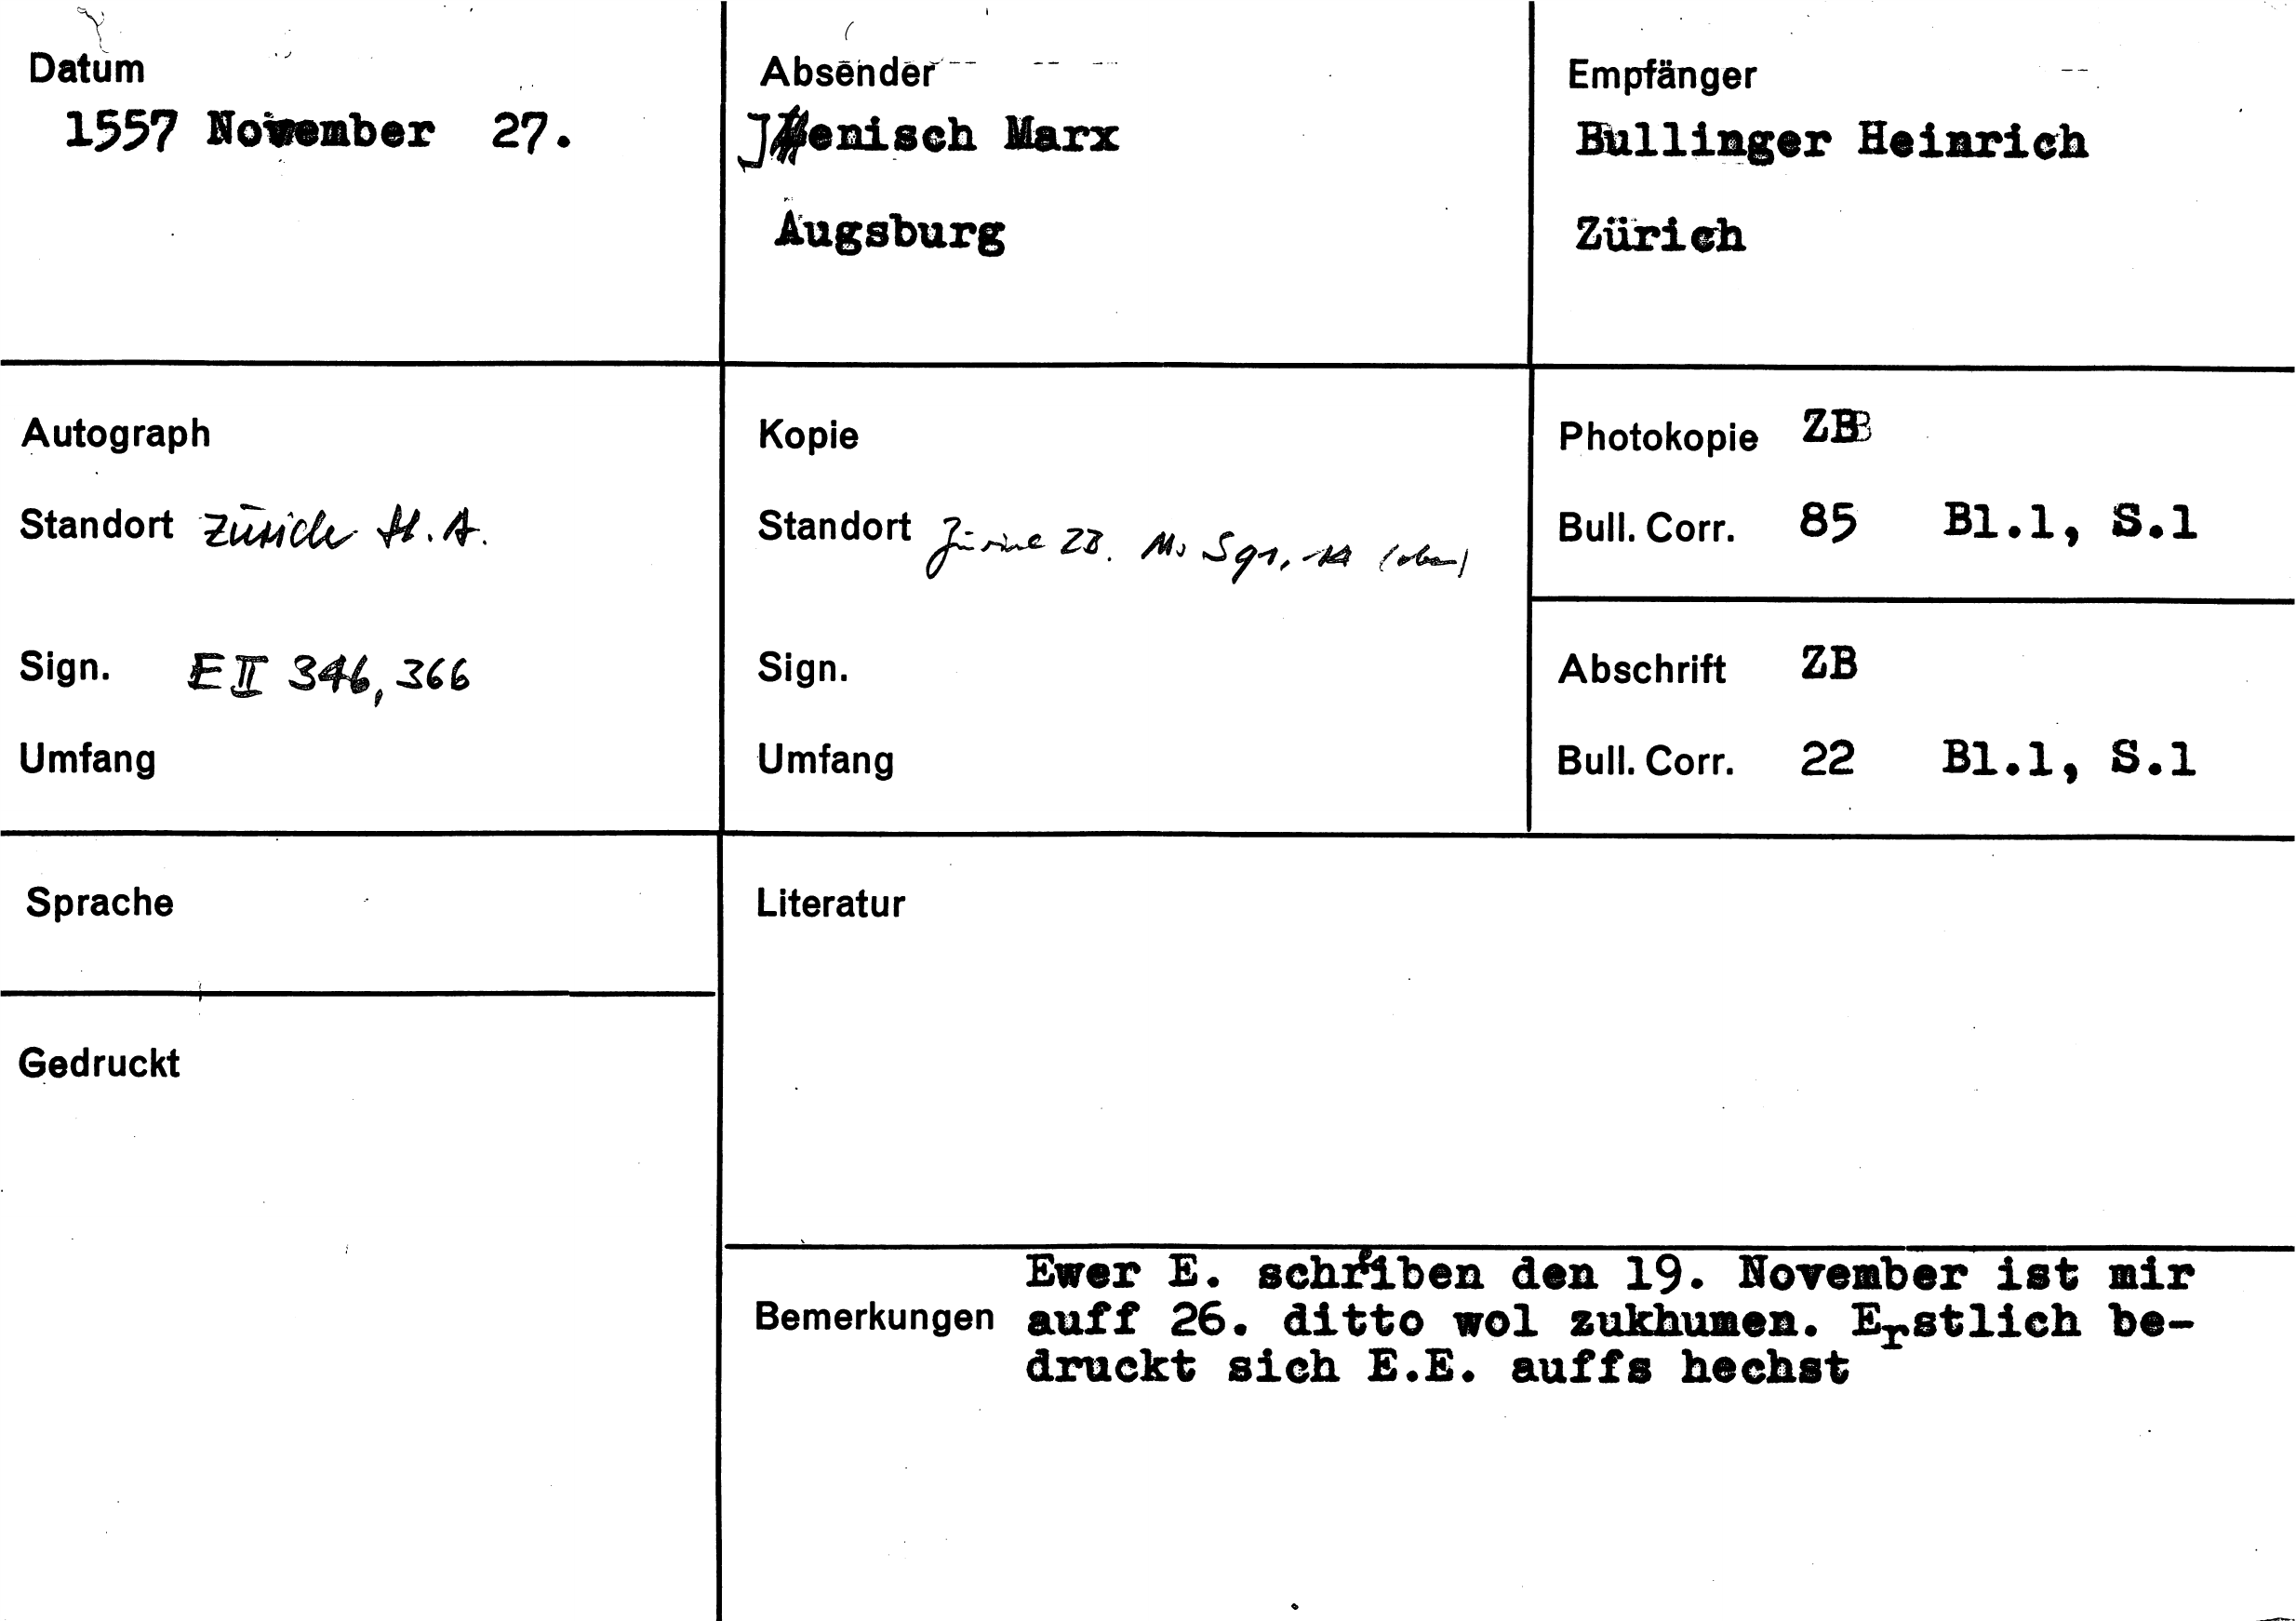 Datum
1557 November 27.
Absender
Jenisch Marx
Augsburg
Empfänger
Bullinger Heinrich
Zürich
Autograph
Standort Zürich St. A.
Sign. E II 346, 366
Umfang
Kopie
Standort Zürich ZB. Ms S 91, (oben)
Sign.
Umfang
Photokopie ZB
Bull. Corr. 85 Bl.1, S.1
Abschrift ZB
Bull. Corr. 22 Bl.1, S.1
Sprache
Gedruckt
Literatur
Bemerkungen
Ewer E. schreiben den 19. November ist mir
auff 26. ditto wol zukhumen. Erstlich be-
druckt sich E.E. auffs hechst